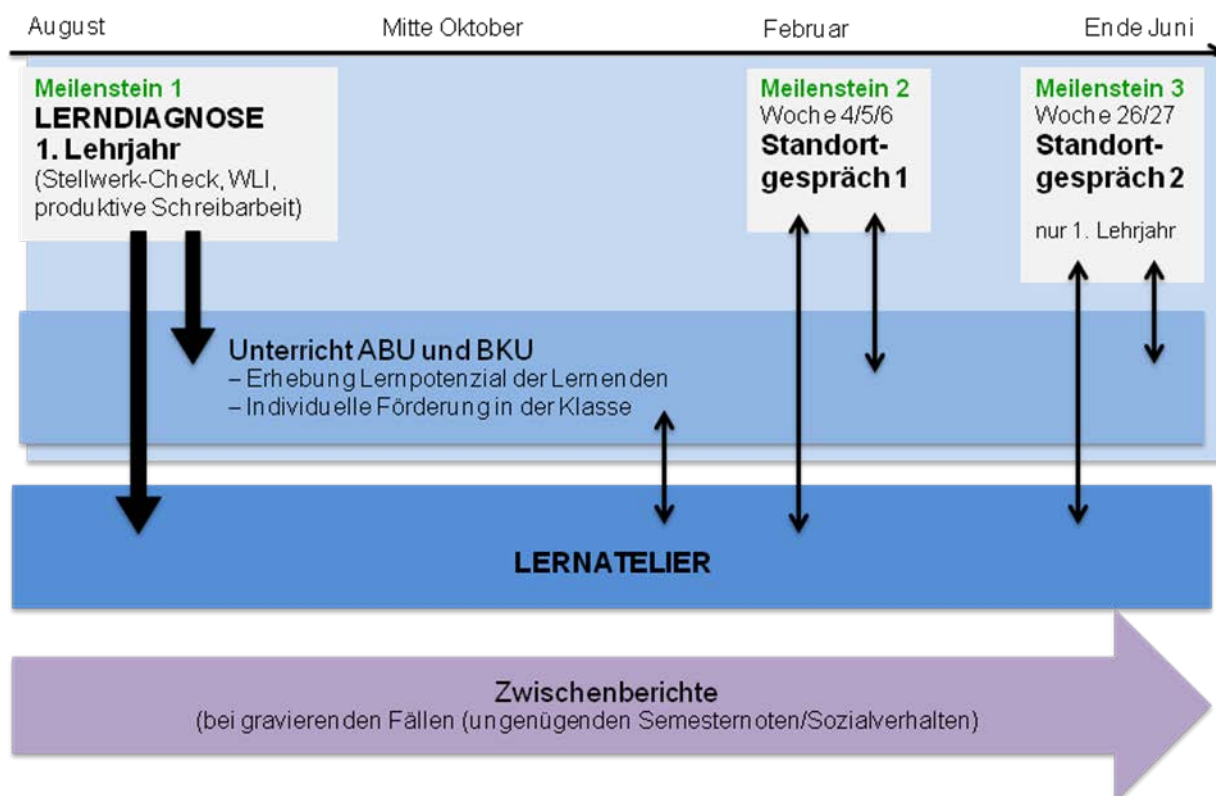 August
Mitte Oktober
Februar
Ende Juni
Meilenstein 1
LERNDIAGNOSE
1. Lehrjahr
(Stellwerk-Check, WLI,
produktive Schreibarbeit)
Meilenstein 2
Woche 4/5/6
Standort-
gespräch 1
Meilenstein 3
Woche 26/27
Standort-
gespräch 2
nur 1. Lehrjahr
Unterricht ABU und BKU
– Erhebung Lernpotenzial der Lernenden
– Individuelle Förderung in der Klasse
LERNATELIER
Zwischenberichte
(bei gravierenden Fällen (ungenügenden Semesternoten/Sozialverhalten)